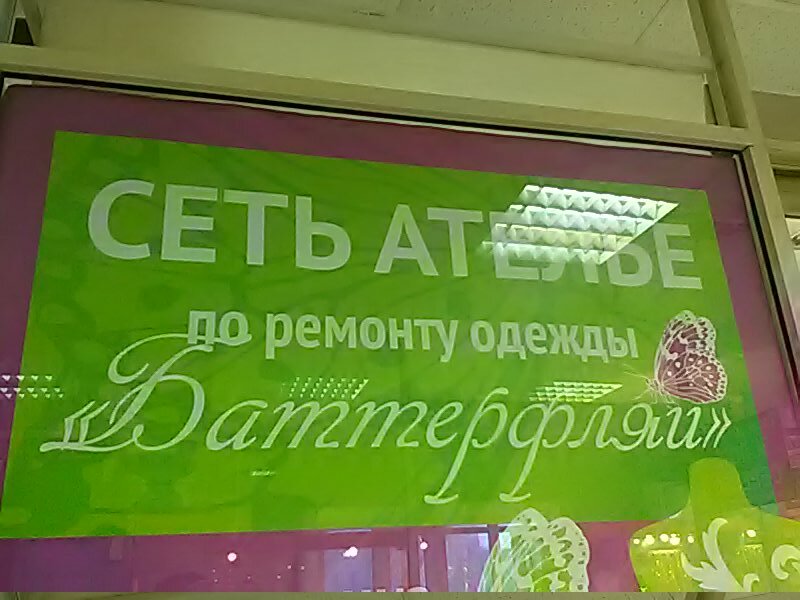 СЕТЬ АТЕЛЬЕ
по ремонту одежды
«Баттерфляй»